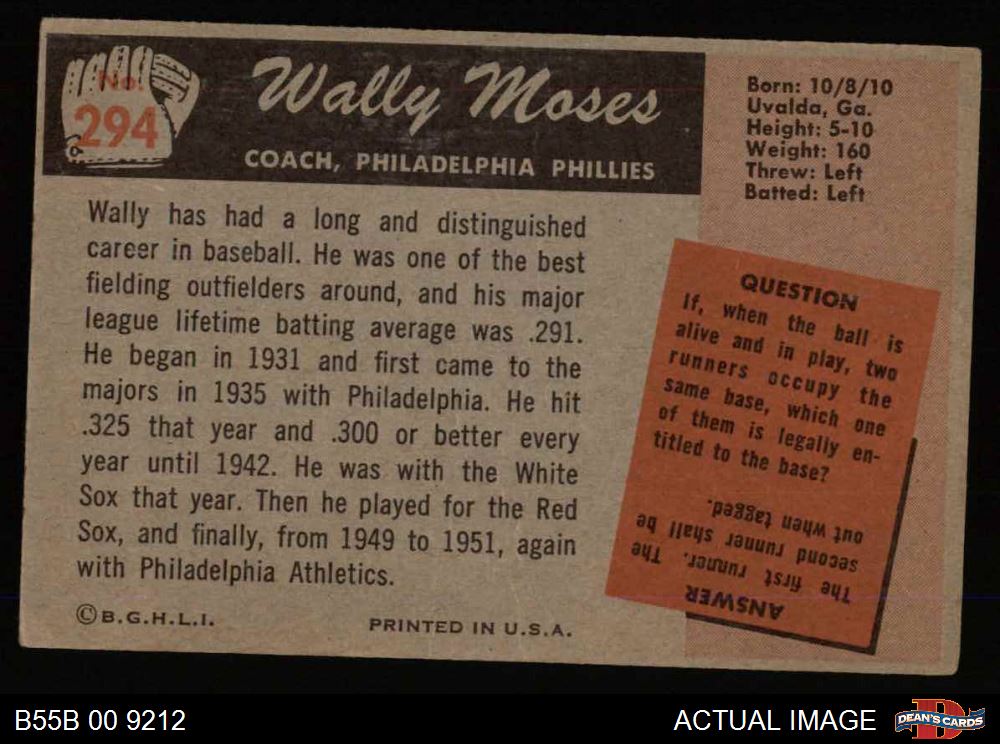 No.
294
Wally Moses
COACH, PHILADELPHIA PHILLIES
Born: 10/8/10
Uvalda, Ga.
Height: 5-10
Weight: 160
Threw: Left
Batted: Left
Wally has had a long and distinguished
career in baseball. He was one of the best
fielding outfielders around, and his major
league lifetime batting average was .291.
He began in 1931 and first came to the
majors in 1935 with Philadelphia. He hit
.325 that year and .300 or better every
year until 1942. He was with the White
Sox that year. Then he played for the Red
Sox, and finally, from 1949 to 1951, again
with Philadelphia Athletics.
©B.G.H.L.I.
PRINTED IN U.S.A.
QUESTION
If, when the ball is
alive and in play, two
runners occupy the
same base, which one
of them is legally en-
titled to the base?
ANSWER
The first runner. The
second runner shall be
out when tagged.
B55B 00 9212
ACTUAL IMAGE
DEAN'S CARDS